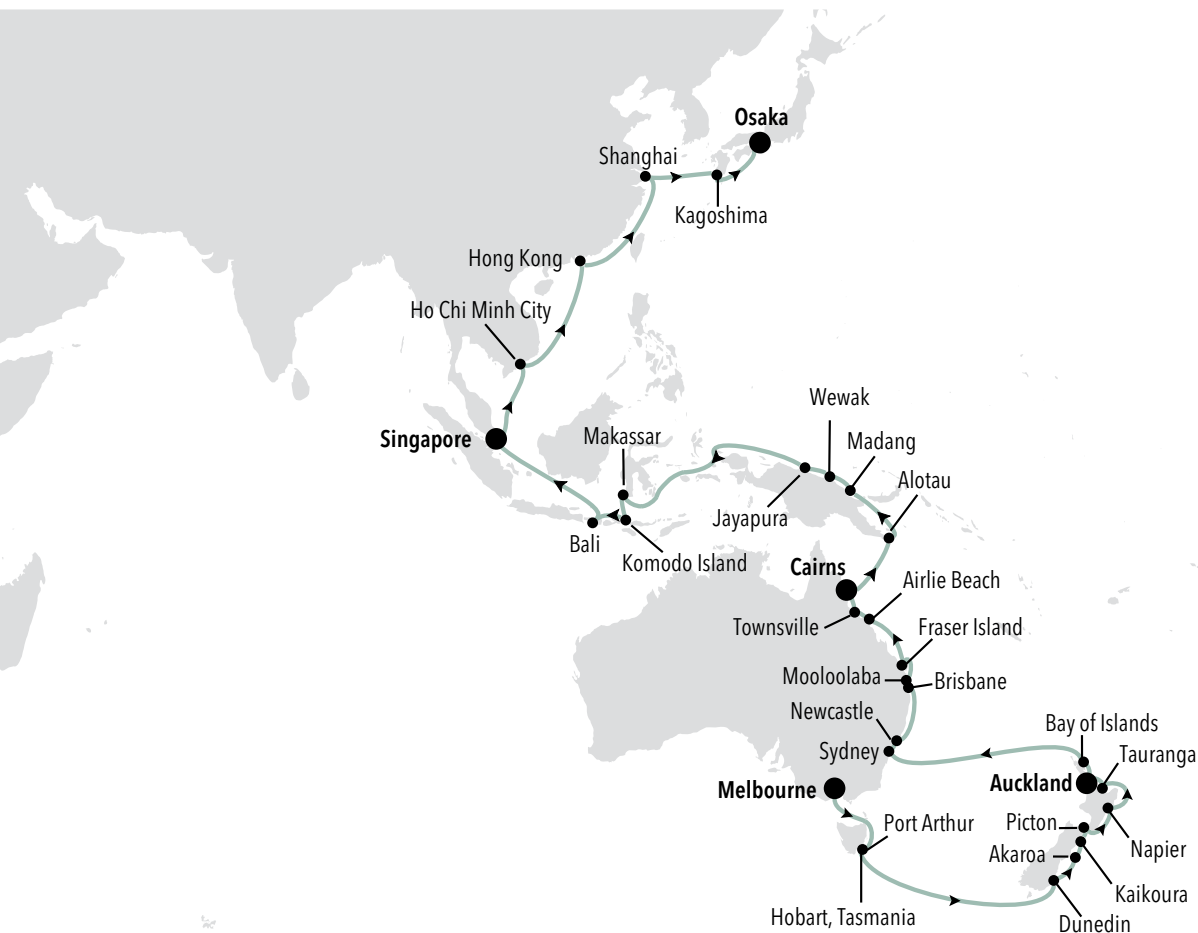 Osaka
Shanghai
Kagoshima
Hong Kong
Ho Chi Minh City
Wewak
Singapore
Makassar
Madang
Alotau
Jayapura
Bali
Komodo Island
Cairns
Airlie Beach
Townsville
Fraser Island
Mooloolaba
Brisbane
Newcastle
Bay of Islands
Sydney
Tauranga
Melbourne
Auckland
Port Arthur
Picton
Napier
Akaroa
Kaikoura
Hobart, Tasmania
Dunedin